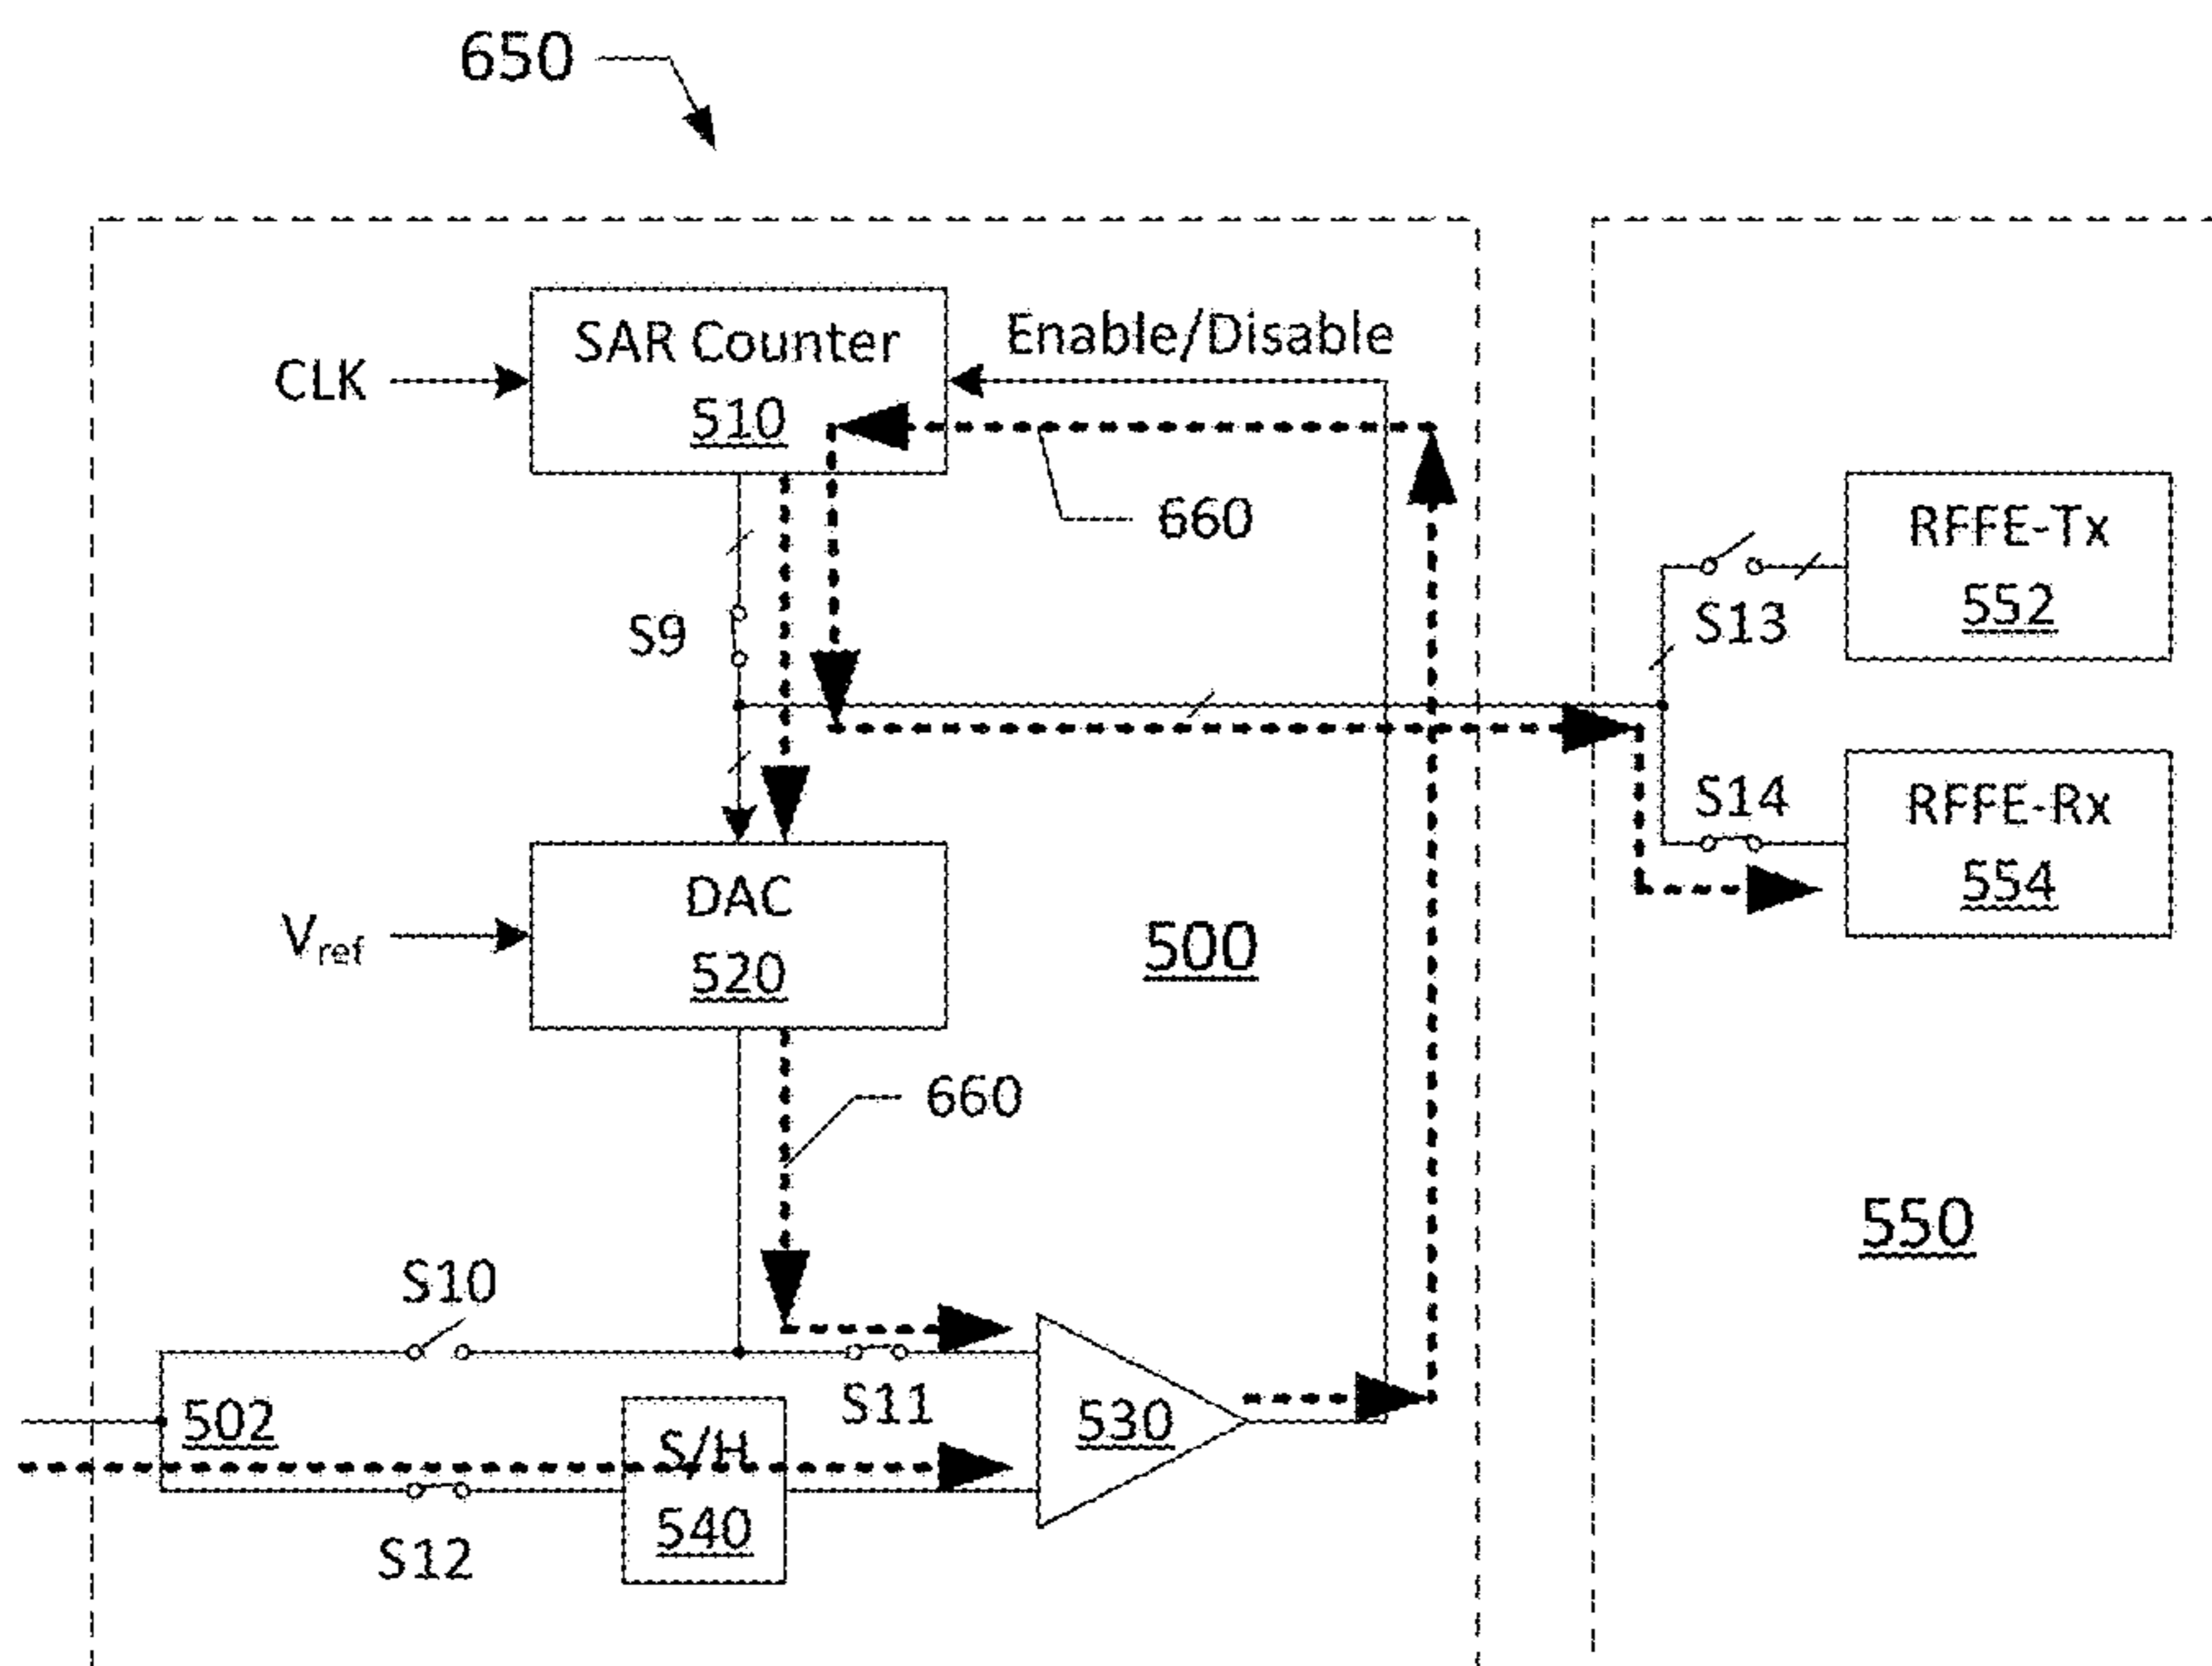 650
SAR Counter
510
Enable/Disable
CLK
660
S9
RFFE-Tx
552
S13
S14
RFFE-Rx
554
DAC
520
Vref
500
660
550
S10
502
S11
530
S/H
540
S12